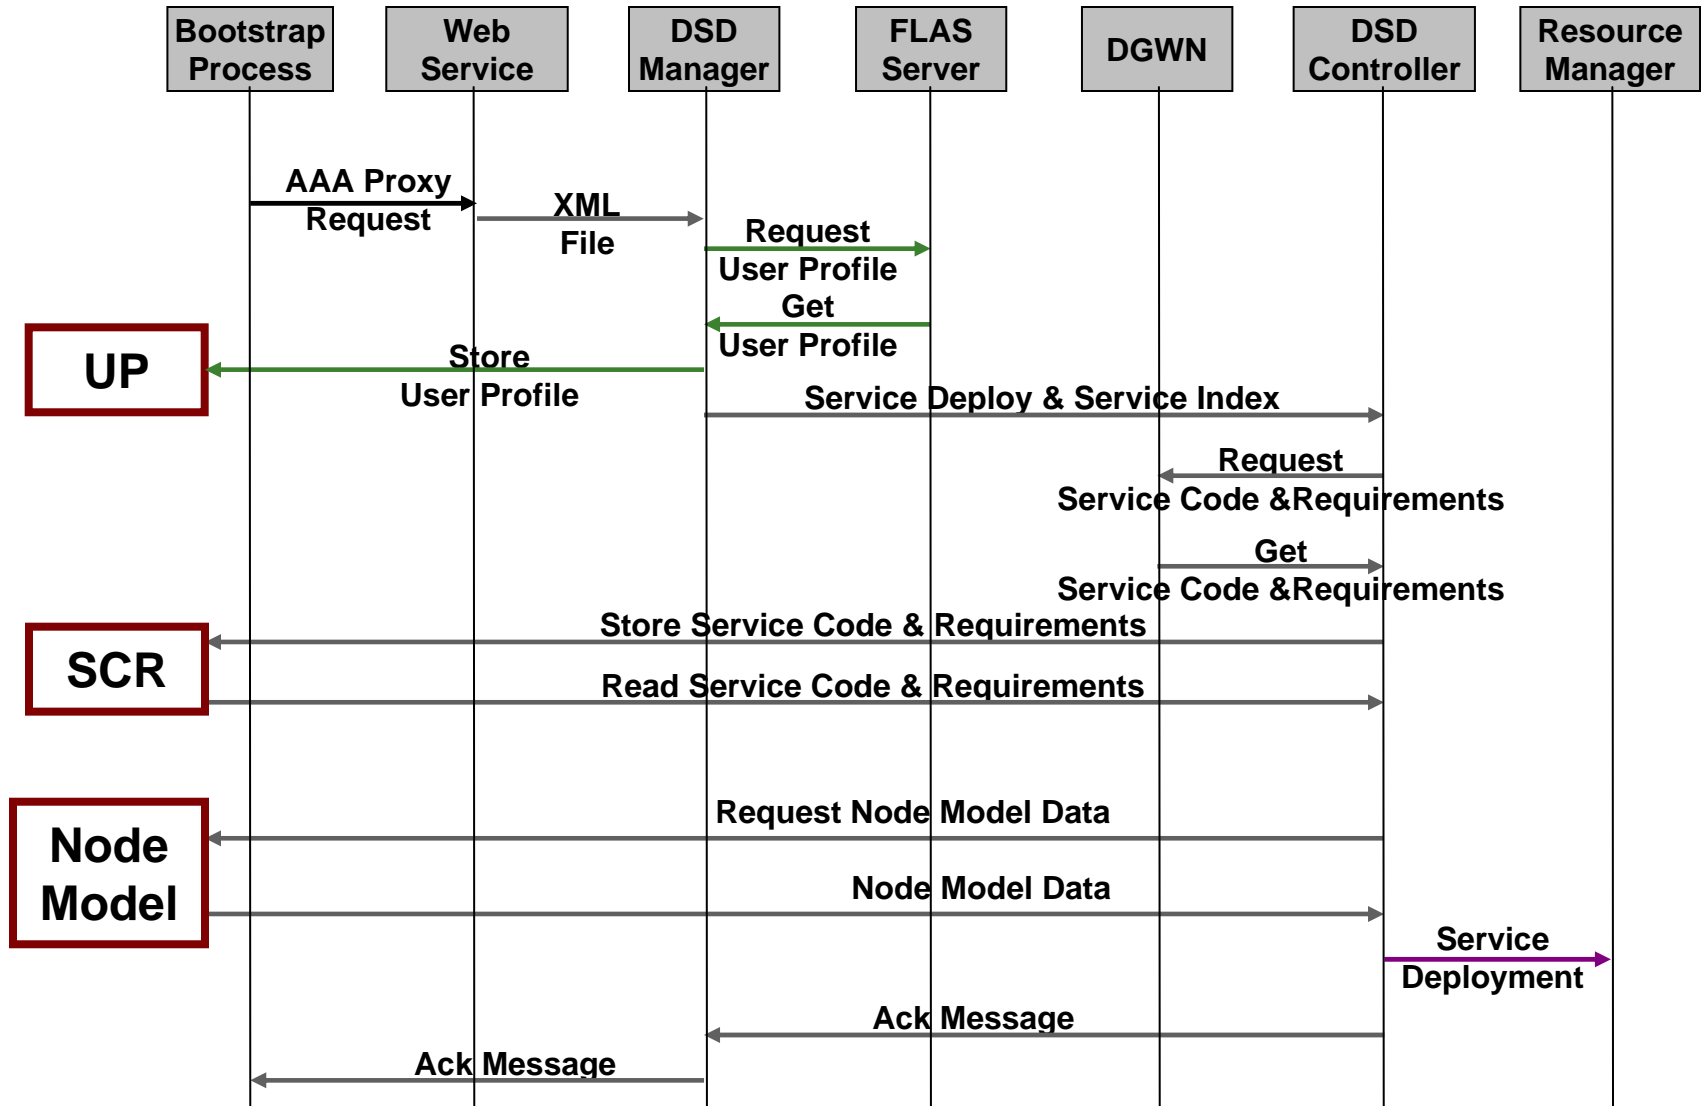 Bootstrap
Process
Web
Service
DSD
Manager
FLAS
Server
DGWN
DSD
Controller
Resource
Manager
AAA Proxy
Request
XML
File
Request
User Profile
Get
User Profile
UP
Store
User Profile
Service Deploy & Service Index
Request
Service Code &Requirements
Get
Service Code &Requirements
Store Service Code & Requirements
SCR
Read Service Code & Requirements
Request Node Model Data
Node
Model
Node Model Data
Service
Deployment
Ack Message
Ack Message